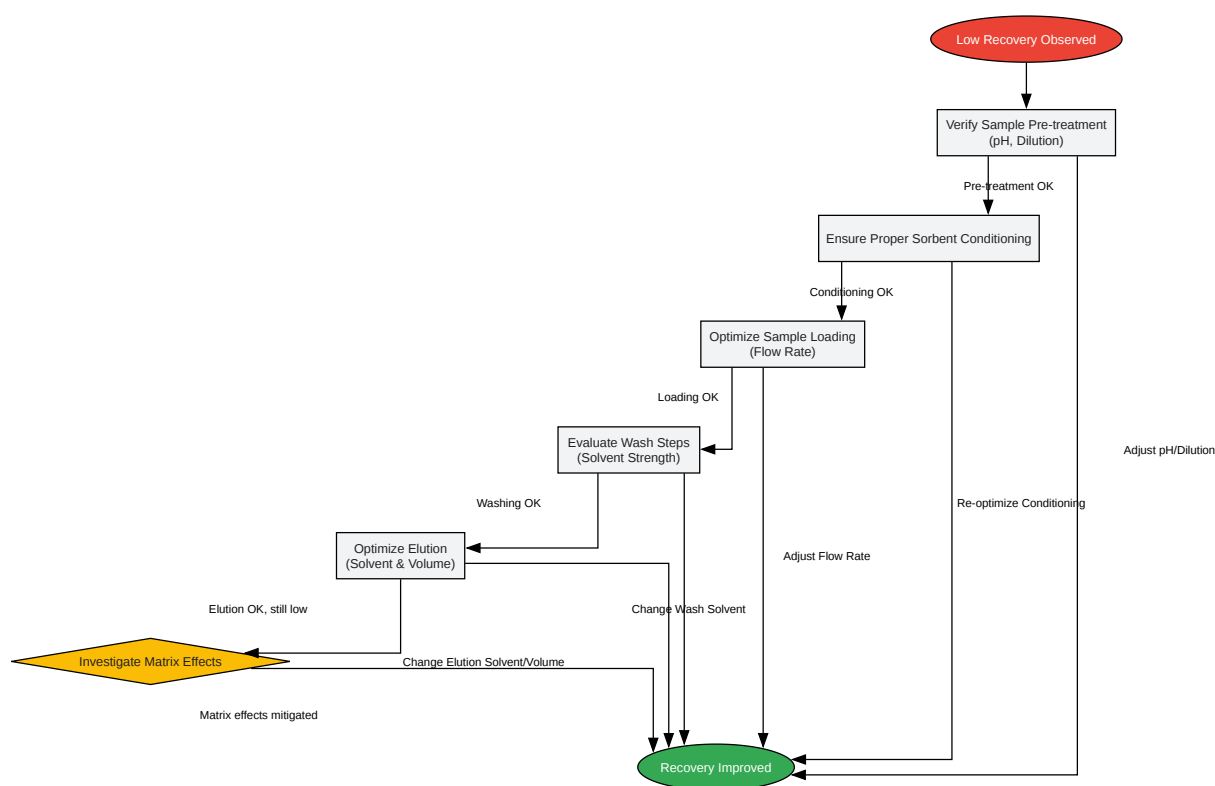 Low Recovery Observed
Verify Sample Pre-treatment
(pH, Dilution)
Pre-treatment OK
Ensure Proper Sorbent Conditioning
Conditioning OK
Optimize Sample Loading
(Flow Rate)
Loading OK
Evaluate Wash Steps
(Solvent Strength)
Adjust pH/Dilution
Washing OK
Re-optimize Conditioning
Optimize Elution
(Solvent & Volume)
Adjust Flow Rate
Elution OK, still low
Change Wash Solvent
Investigate Matrix Effects
Change Elution Solvent/Volume
Matrix effects mitigated
Recovery Improved